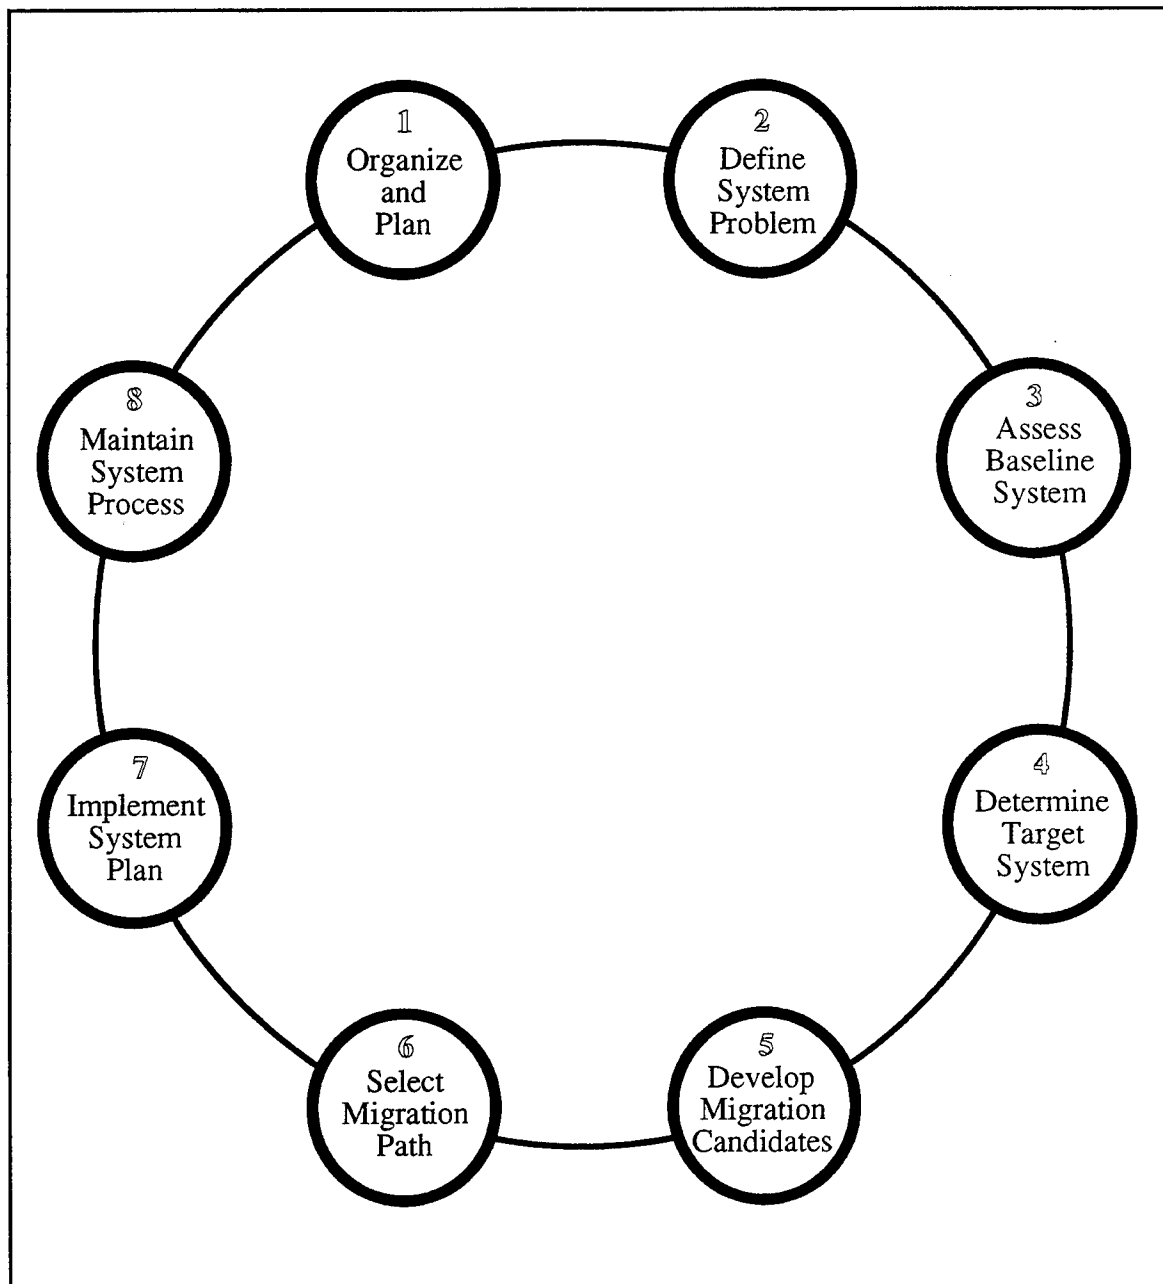 1
Organize
and
Plan
2
Define
System
Problem
3
Assess
Baseline
System
4
Determine
Target
System
5
Develop
Migration
Candidates
6
Select
Migration
Path
7
Implement
System
Plan
8
Maintain
System
Process